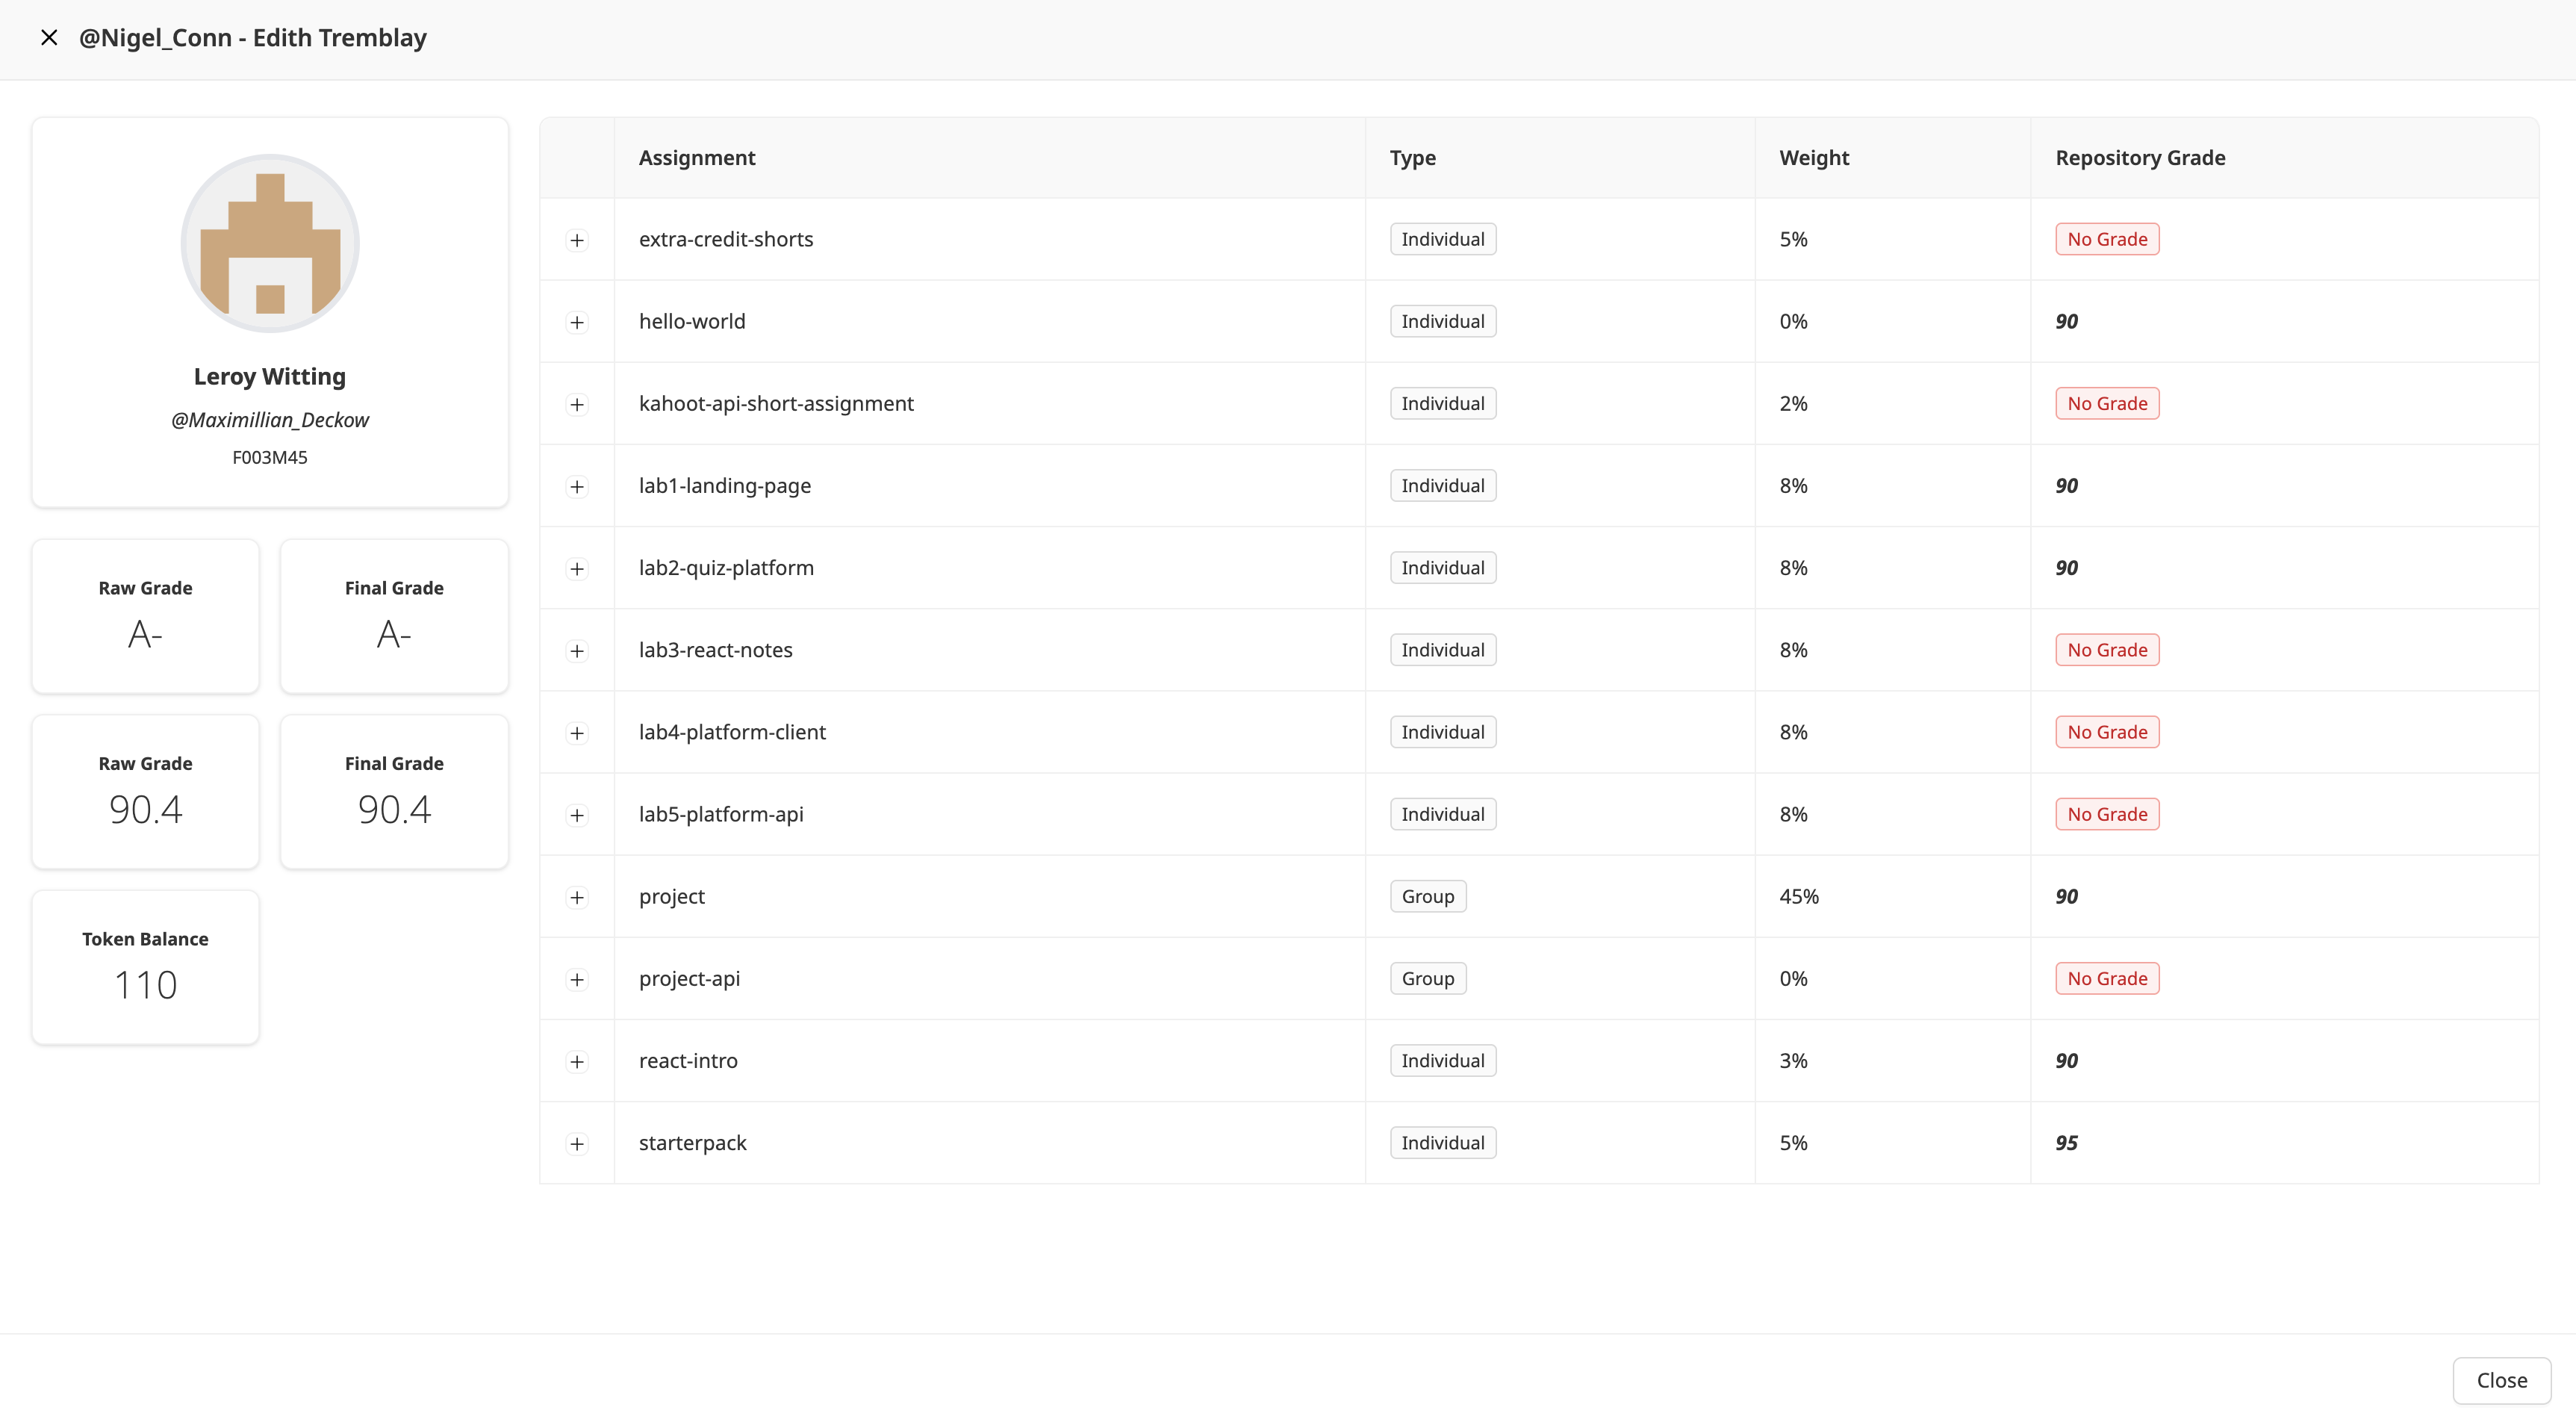 @Nigel_Conn - Edith Tremblay
Leroy Witting
@Maximillian_Deckow
F003M45
Raw Grade
A-
Final Grade
A-
Raw Grade
90.4
Final Grade
90.4
Token Balance
110
Assignment Type Weight Repository Grade
extra-credit-shorts Individual 5% No Grade
hello-world Individual 0% 90
kahoot-api-short-assignment Individual 2% No Grade
lab1-landing-page Individual 8% 90
lab2-quiz-platform Individual 8% 90
lab3-react-notes Individual 8% No Grade
lab4-platform-client Individual 8% No Grade
lab5-platform-api Individual 8% No Grade
project Group 45% 90
project-api Group 0% No Grade
react-intro Individual 3% 90
starterpack Individual 5% 95
Close